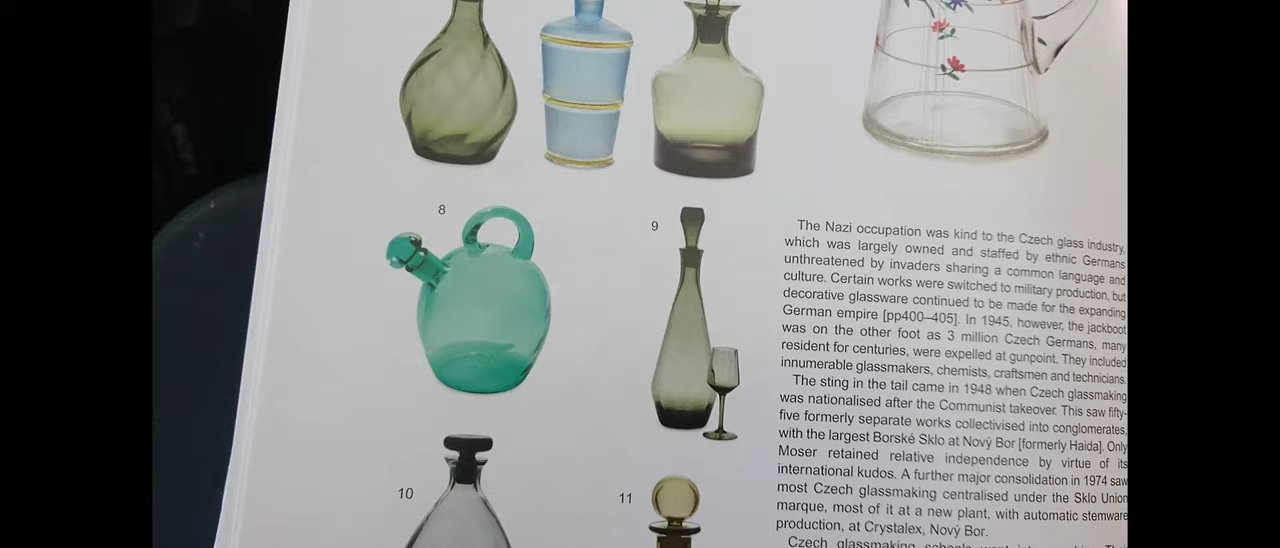 8
9
The Nazi occupation was kind to the Czech glass industry,
which was largely owned and staffed by ethnic Germans
unthreatened by invaders sharing a common language and
culture. Certain works were switched to military production, but
decorative glassware continued to be made for the expanding
German empire [pp400–405]. In 1945, however, the jackboot
was on the other foot as 3 million Czech Germans, many
resident for centuries, were expelled at gunpoint. They included
innumerable glassmakers, chemists, craftsmen and technicians.
The sting in the tail came in 1948 when Czech glassmaking
was nationalised after the Communist takeover. This saw fifty-
five formerly separate works collectivised into conglomerates,
with the largest Borské Sklo at Nový Bor [formerly Haida]. Only
Moser retained relative independence by virtue of its
international kudos. A further major consolidation in 1974 saw
most Czech glassmaking centralised under the Sklo Union
marque, most of it at a new plant, with automatic stemware
production, at Crystalex, Nový Bor.
Czech glassmaking schools
10
11